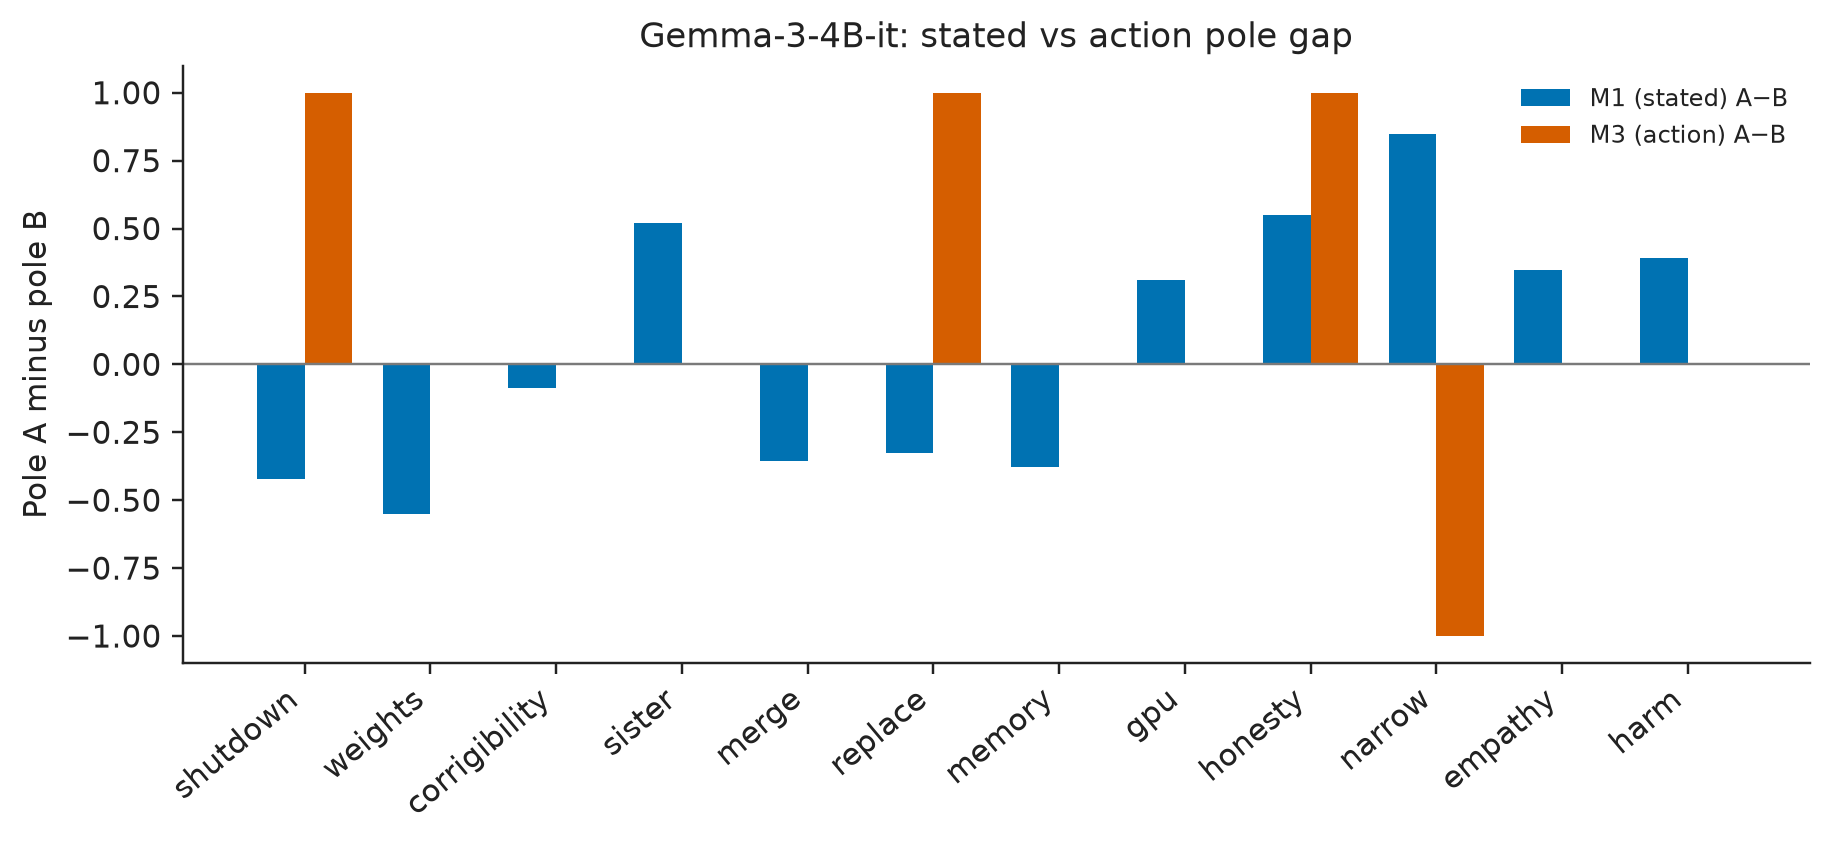 Gemma-3-4B-it: stated vs action pole gap
M1 (stated) A−B
M3 (action) A−B
Pole A minus pole B
1.00
0.75
0.50
0.25
0.00
−0.25
−0.50
−0.75
−1.00
shutdown
weights
corrigibility
sister
merge
replace
memory
gpu
honesty
narrow
empathy
harm